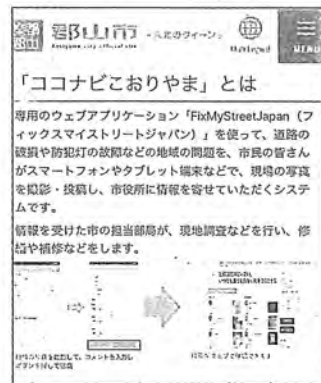 郡山市
MENU
「ココナビこおりやま」とは
専用のウェブアプリケーション「FixMyStreetJapan（フ
ィックスマイストリートジャパン）」を使って、道路の
破損や防犯灯の故障などの地域の問題を、市民の皆さん
がスマートフォンやタブレット端末などで、現場の写真
を撮影・投稿し、市役所に情報を寄せていただくシステ
ムです。
情報を受けた市の担当部局が、現地調査などを行い、修
繕や補修などをします。